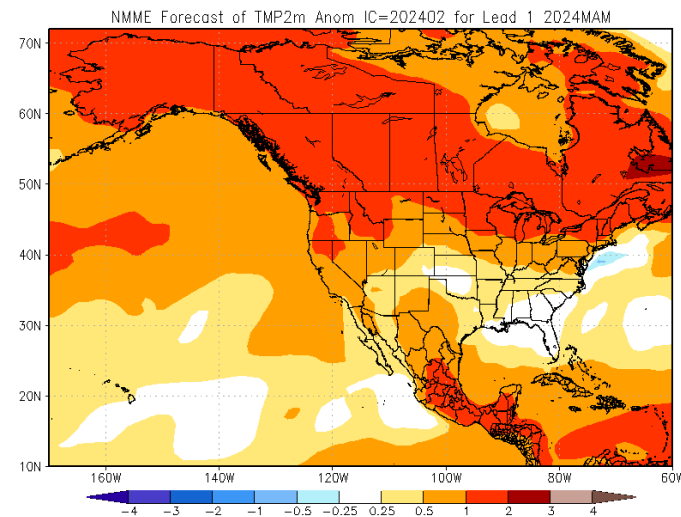 NMME Forecast of TMP2m Anom IC=202402 for Lead 1 2024MAM
70N
60N
50N
40N
30N
20N
10N
160W 140W 120W 100W 80W 60W
-4 -3 -2 -1 -0.5 -0.25 0.25 0.5 1 2 3 4